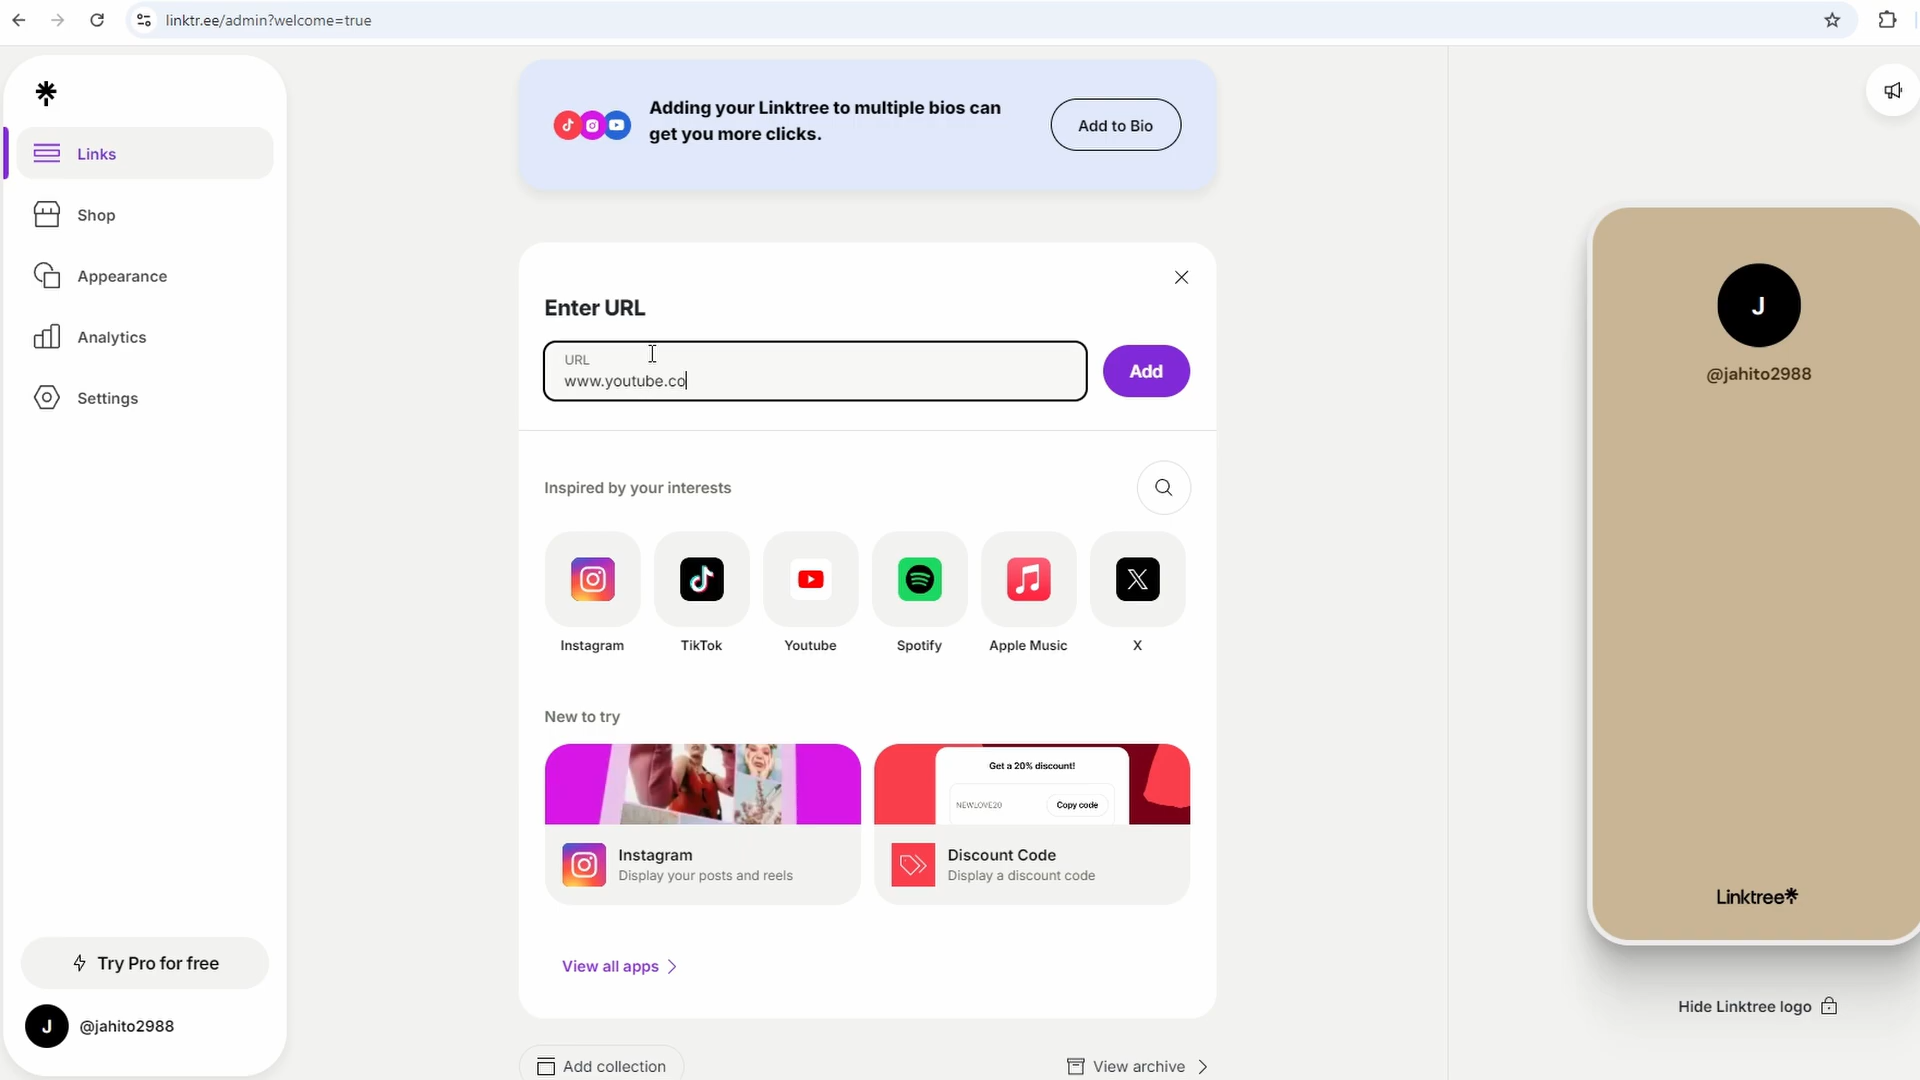 linktr.ee/admin?welcome=true
Links
Shop
Appearance
Analytics
Settings
Try Pro for free
J
@jahito2988
Adding your Linktree to multiple bios can
get you more clicks.
Add to Bio
Enter URL
URL
www.youtube.co
Add
Inspired by your interests
Instagram
TikTok
Youtube
Spotify
Apple Music
X
New to try
Get a 20% discount!
NEWLOVE20
Copy code
Instagram
Display your posts and reels
Discount Code
Display a discount code
View all apps
Add collection
View archive
J
@jahito2988
Linktree
Hide Linktree logo